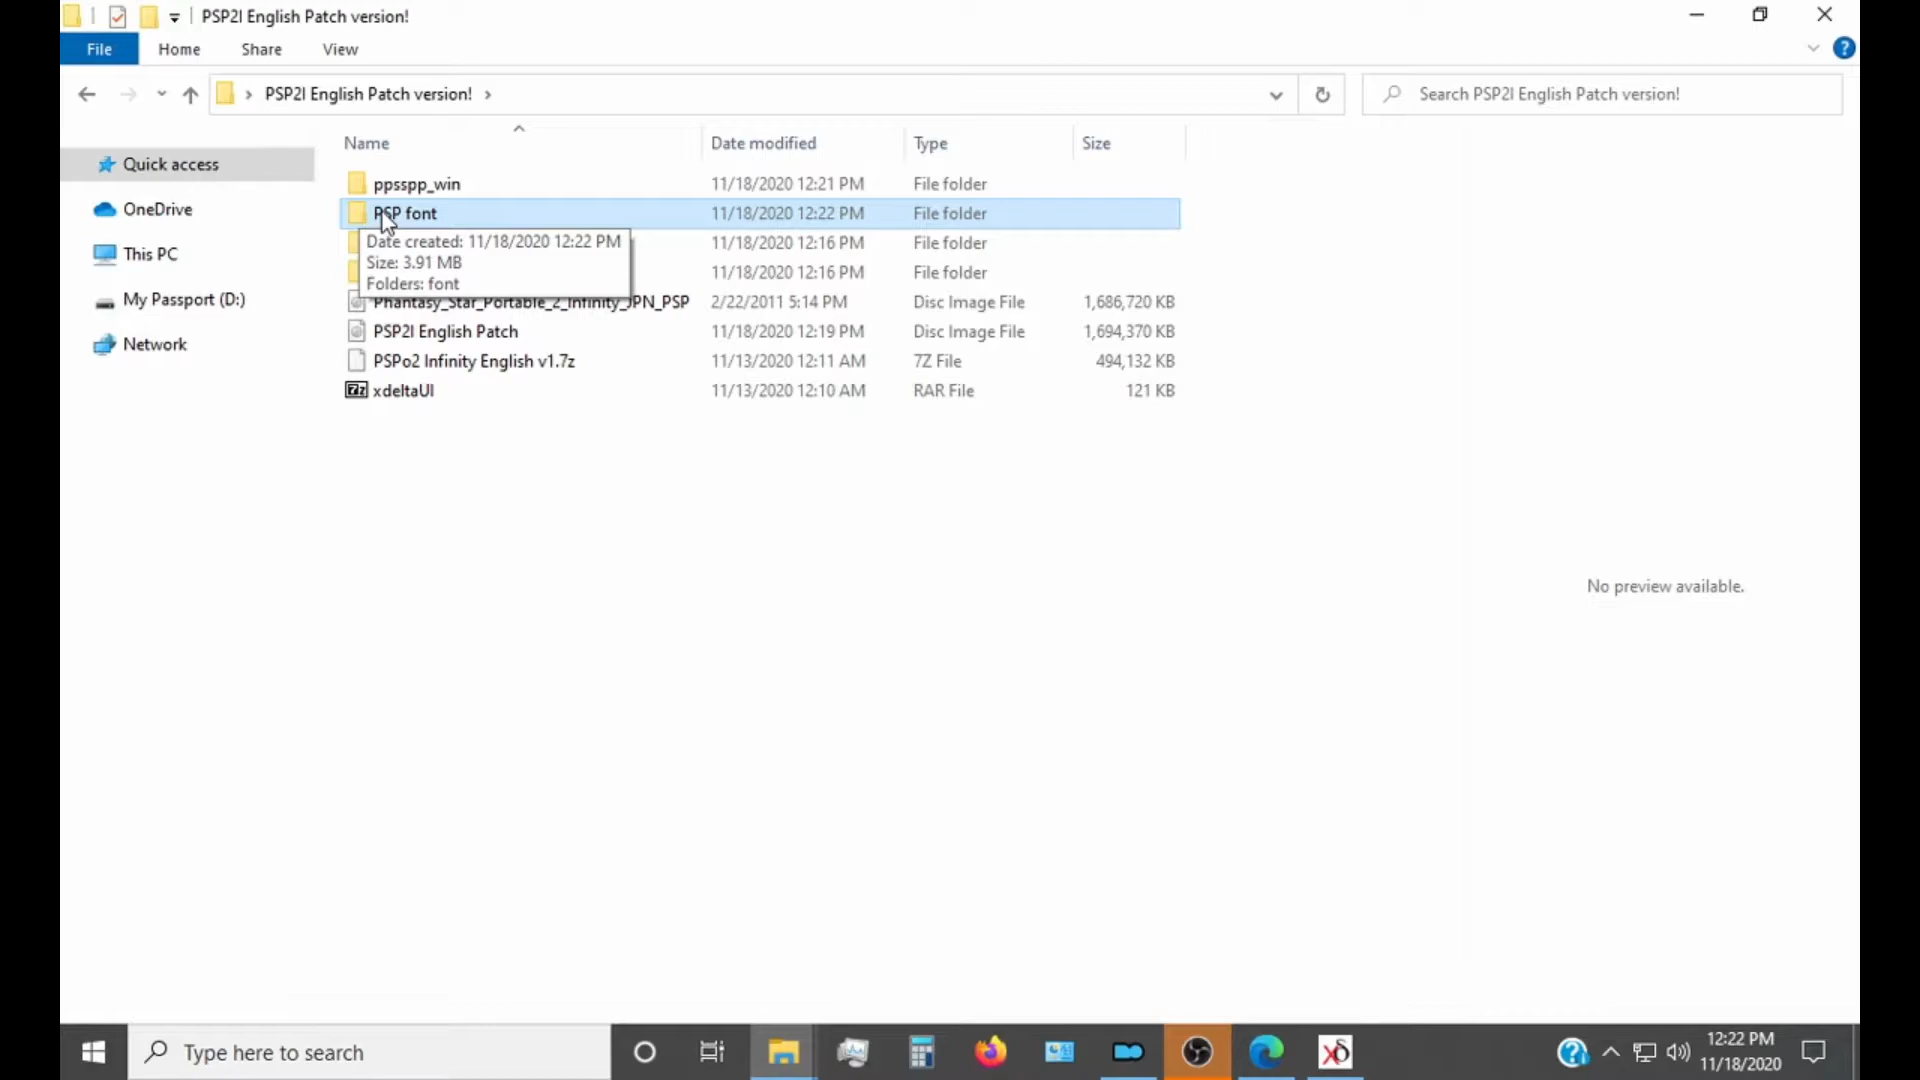 PSP2I English Patch version!
File Home Share View
PSP2I English Patch version!
Search PSP2I English Patch version!
Name Date modified Type Size
Quick access
OneDrive
This PC
My Passport (D:)
Network
ppsspp_win 11/18/2020 12:21 PM File folder
PSP font 11/18/2020 12:22 PM File folder
11/18/2020 12:16 PM File folder
11/18/2020 12:16 PM File folder
Date created: 11/18/2020 12:22 PM
Size: 3.91 MB
Folders: font
Phantasy_Star_Portable_2_Infinity_JPN_PSP 2/22/2011 5:14 PM Disc Image File 1,686,720 KB
PSP2I English Patch 11/18/2020 12:19 PM Disc Image File 1,694,370 KB
PSPo2 Infinity English v1.7z 11/13/2020 12:11 AM 7Z File 494,132 KB
xdeltaUI 11/13/2020 12:10 AM RAR File 121 KB
No preview available.
Type here to search
12:22 PM
11/18/2020